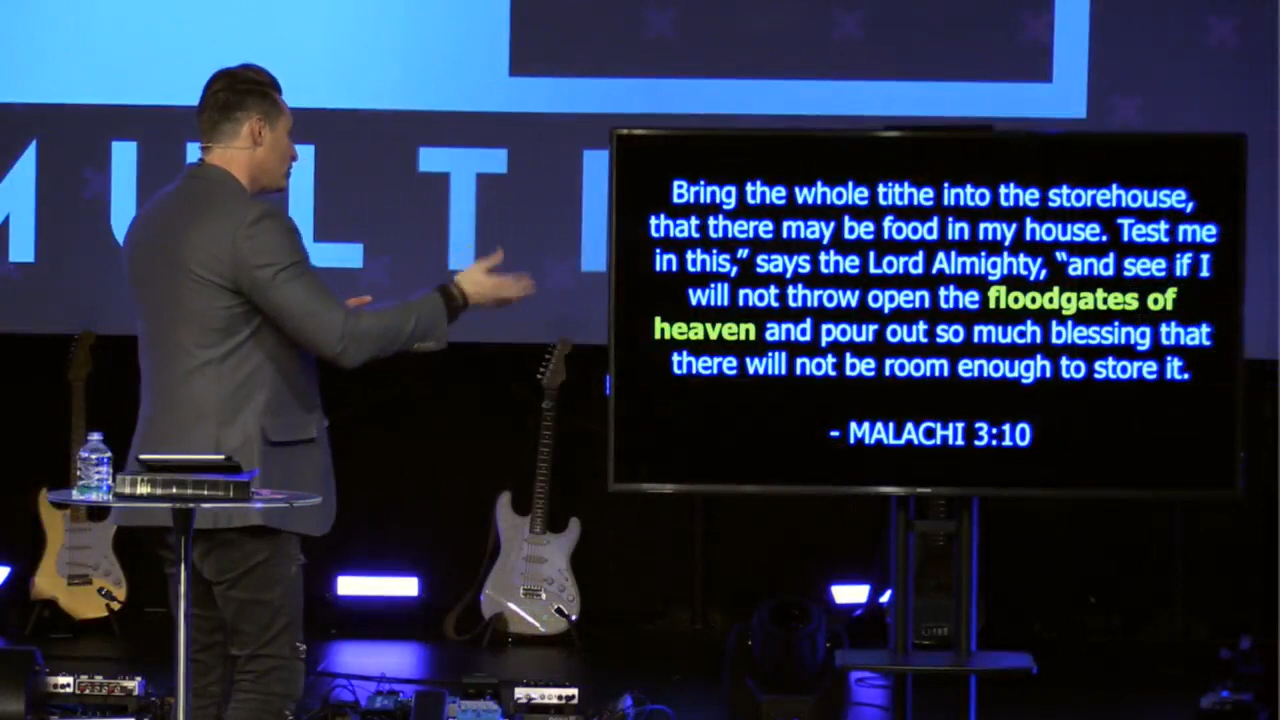 MULTI
Bring the whole tithe into the storehouse,
that there may be food in my house. Test me
in this,” says the Lord Almighty, “and see if I
will not throw open the floodgates of
heaven and pour out so much blessing that
there will not be room enough to store it.
- MALACHI 3:10